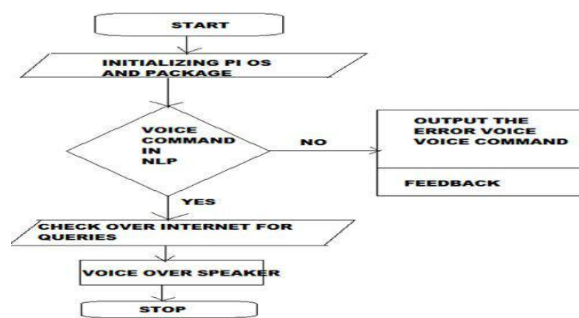 START
INITIALIZING PI OS
AND PACKAGE
VOICE
COMMAND
IN
NLP
NO
OUTPUT THE
ERROR VOICE
VOICE COMMAND
FEEDBACK
YES
CHECK OVER INTERNET FOR
QUERIES
VOICE OVER SPEAKER
STOP